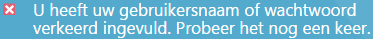 U heeft uw gebruikersnaam of wachtwoord
verkeerd ingevuld. Probeer het nog een keer.